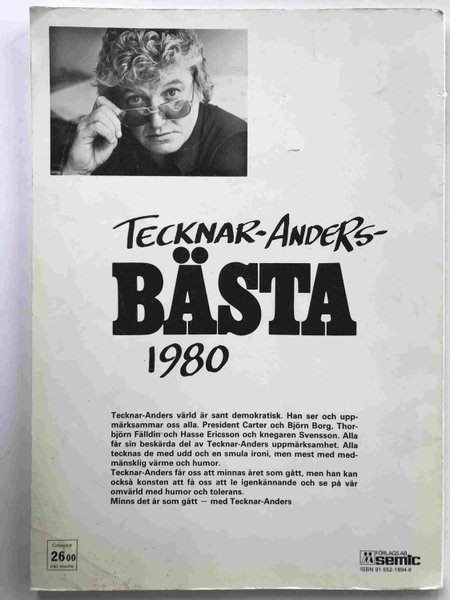 TECKNAR-ANDERS-
BÄSTA
1980
Tecknar-Anders värld är sant demokratisk. Han ser och upp-
märksammar oss alla. President Carter och Björn Borg, Thor-
björn Fälldin och Hasse Ericsson och knegaren Svensson. Alla
får sin beskärda del av Tecknar-Anders uppmärksamhet. Alla
tecknas de med udd och en smula ironi, men mest med med-
mänsklig värme och humor.
Tecknar-Anders får oss att minnas året som gått, men han kan
också konsten att få oss att le igenkännande och se på vår
omvärld med humor och tolerans.
Minns det år som gått – med Tecknar-Anders
Cirkapris
26 00
FÖRLAGS AB
semic
ISBN 91-552-1804-6